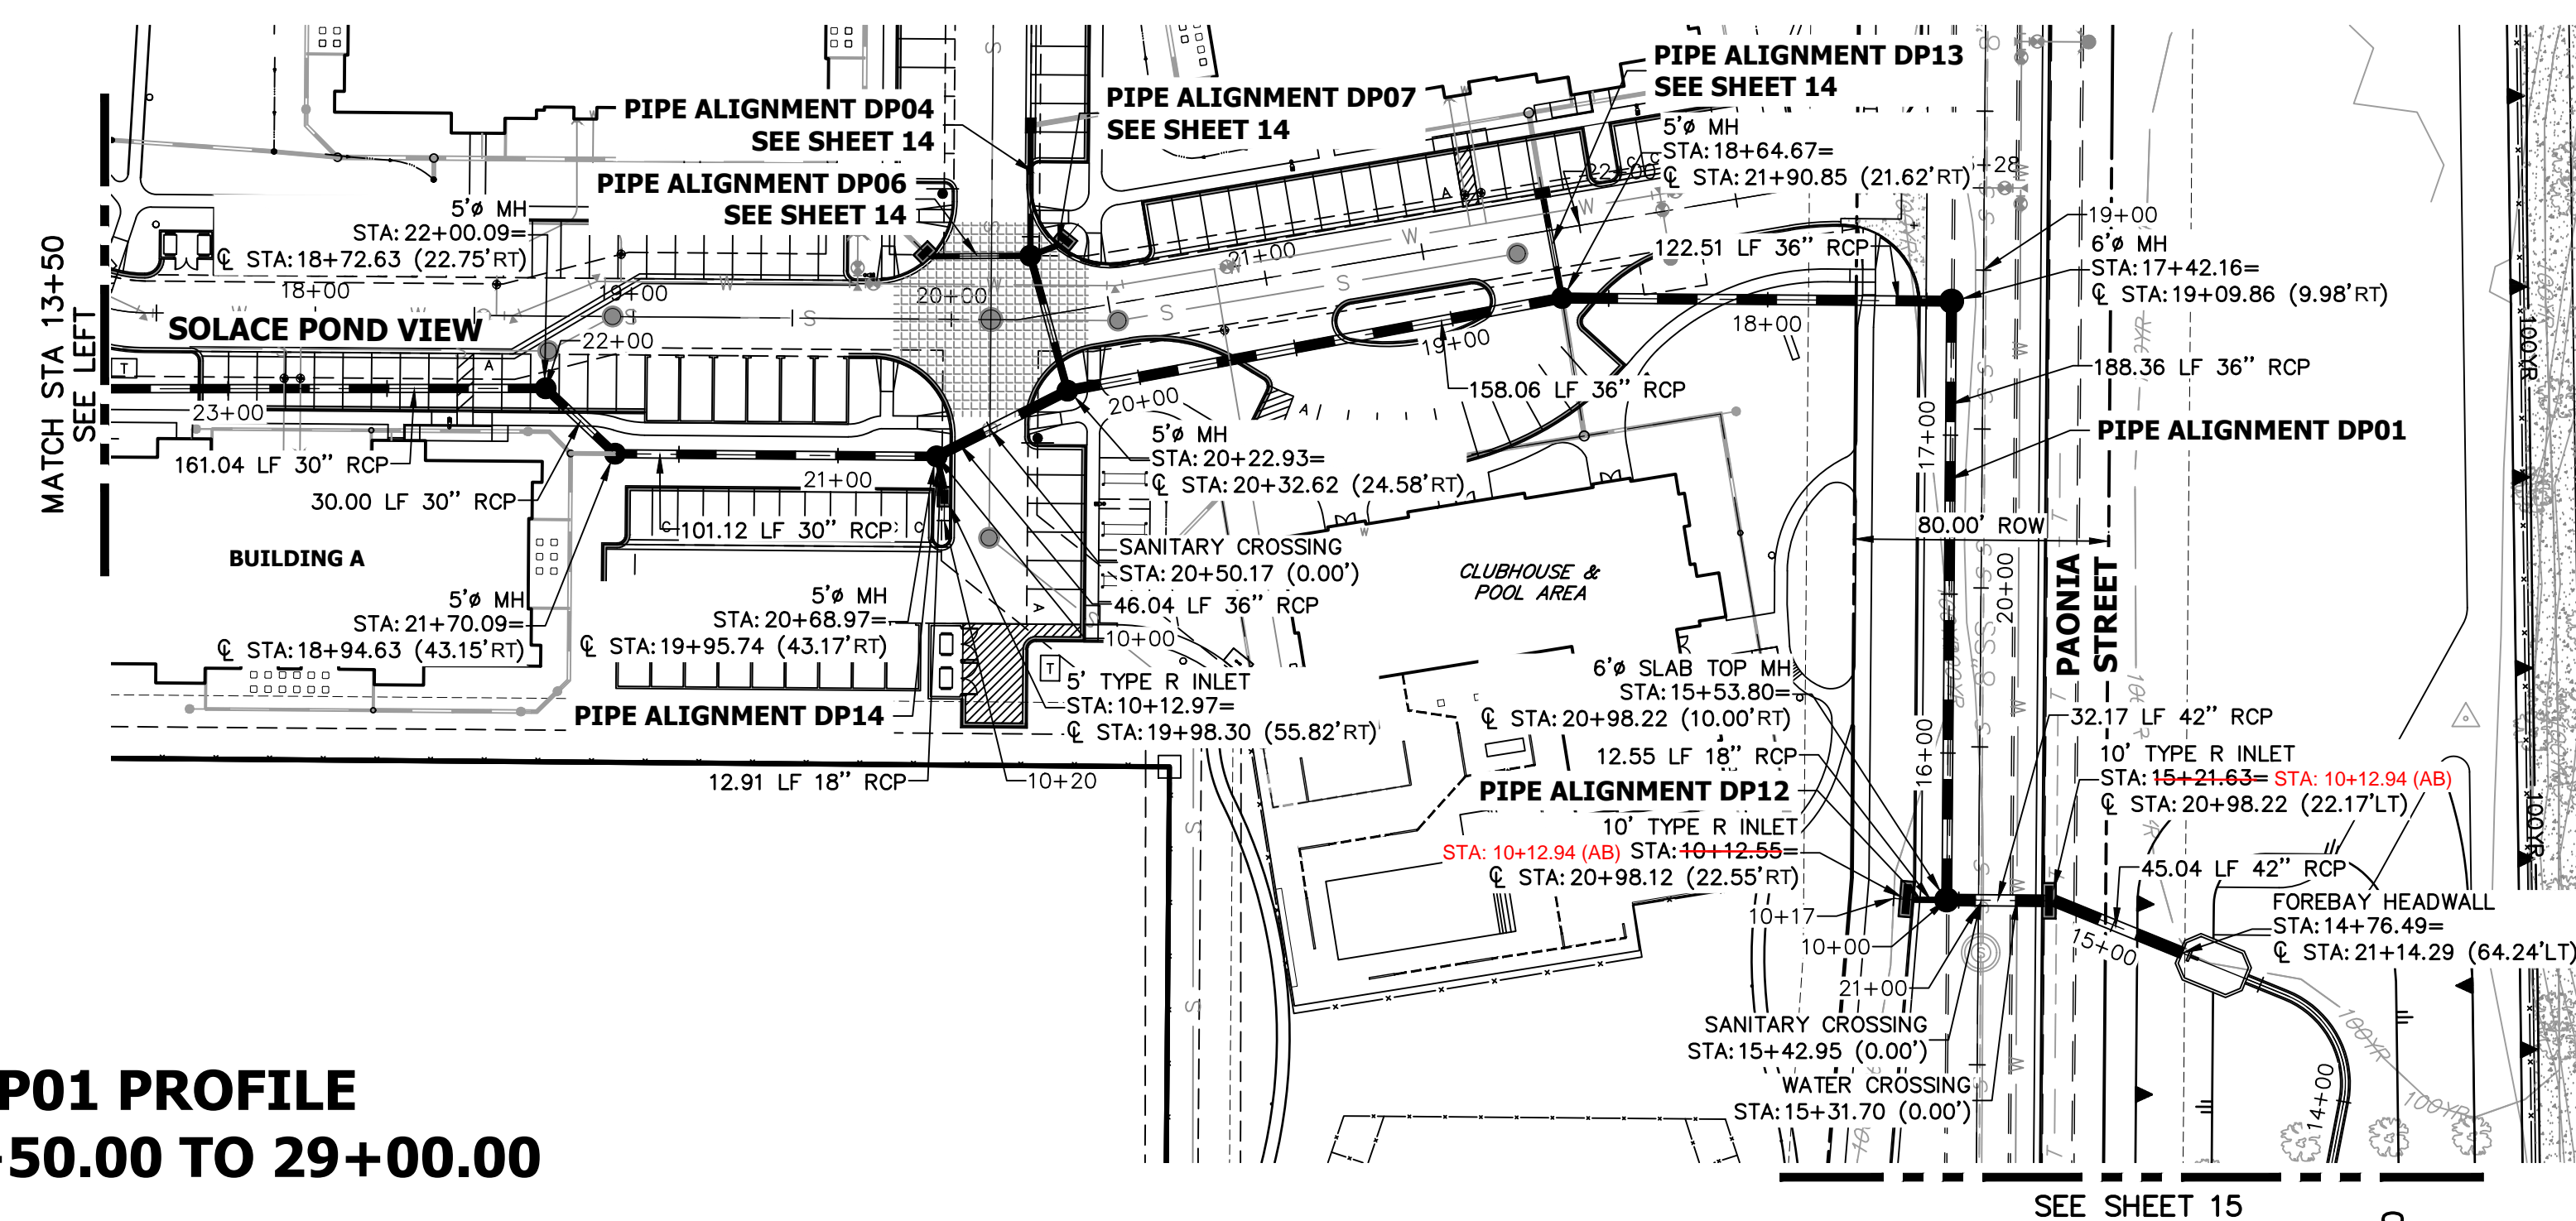 PIPE ALIGNMENT DP04
SEE SHEET 14
PIPE ALIGNMENT DP06
SEE SHEET 14
PIPE ALIGNMENT DP07
SEE SHEET 14
PIPE ALIGNMENT DP13
SEE SHEET 14
5'ø MH
STA:18+64.67=
℄ STA:21+90.85 (21.62'RT)
22+00
+28
5'ø MH
STA:22+00.09=
℄ STA:18+72.63 (22.75'RT)
MATCH STA 13+50
SEE LEFT
18+00
19+00
20+00
21+00
SOLACE POND VIEW
22+00
23+00
161.04 LF 30" RCP
30.00 LF 30" RCP
21+00
101.12 LF 30" RCP
BUILDING A
5'ø MH
STA:21+70.09=
℄ STA:18+94.63 (43.15'RT)
5'ø MH
STA:20+68.97=
℄ STA:19+95.74 (43.17'RT)
PIPE ALIGNMENT DP14
12.91 LF 18" RCP
10+20
122.51 LF 36" RCP
18+00
19+00
158.06 LF 36" RCP
20+00
5'ø MH
STA:20+22.93=
℄ STA:20+32.62 (24.58'RT)
SANITARY CROSSING
STA:20+50.17 (0.00')
46.04 LF 36" RCP
10+00
5' TYPE R INLET
STA:10+12.97=
℄ STA:19+98.30 (55.82'RT)
CLUBHOUSE &
POOL AREA
19+00
6'ø MH
STA:17+42.16=
℄ STA:19+09.86 (9.98'RT)
188.36 LF 36" RCP
PIPE ALIGNMENT DP01
17+00
80.00' ROW
20+00
PAONIA
STREET
16+00
6'ø SLAB TOP MH
STA:15+53.80=
℄ STA:20+98.22 (10.00'RT)
12.55 LF 18" RCP
PIPE ALIGNMENT DP12
10' TYPE R INLET
STA: 10+12.94 (AB) STA:10+12.55=
℄ STA:20+98.12 (22.55'RT)
10+17
10+00
21+00
SANITARY CROSSING
STA:15+42.95 (0.00')
WATER CROSSING
STA:15+31.70 (0.00')
32.17 LF 42" RCP
10' TYPE R INLET
STA:15+21.63= STA: 10+12.94 (AB)
℄ STA:20+98.22 (22.17'LT)
45.04 LF 42" RCP
FOREBAY HEADWALL
STA:14+76.49=
℄ STA:21+14.29 (64.24'LT)
15+00
14+00
100YR
100YR
100YR
100YR
SEE SHEET 15
P01 PROFILE
+50.00 TO 29+00.00